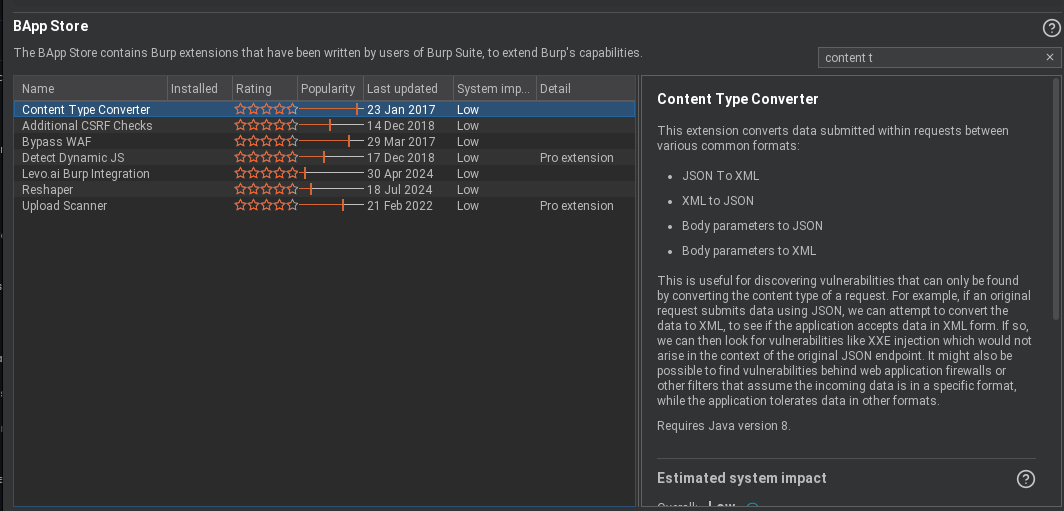 BApp Store
The BApp Store contains Burp extensions that have been written by users of Burp Suite, to extend Burp's capabilities.
content t
Name Installed Rating Popularity Last updated System imp... Detail
Content Type Converter 23 Jan 2017 Low
Additional CSRF Checks 14 Dec 2018 Low
Bypass WAF 29 Mar 2017 Low
Detect Dynamic JS 17 Dec 2018 Low Pro extension
Levo.ai Burp Integration 30 Apr 2024 Low
Reshaper 18 Jul 2024 Low
Upload Scanner 21 Feb 2022 Low Pro extension
Content Type Converter
This extension converts data submitted within requests between
various common formats:
• JSON To XML
• XML to JSON
• Body parameters to JSON
• Body parameters to XML
This is useful for discovering vulnerabilities that can only be found
by converting the content type of a request. For example, if an original
request submits data using JSON, we can attempt to convert the
data to XML, to see if the application accepts data in XML form. If so,
we can then look for vulnerabilities like XXE injection which would not
arise in the context of the original JSON endpoint. It might also be
possible to find vulnerabilities behind web application firewalls or
other filters that assume the incoming data is in a specific format,
while the application tolerates data in other formats.
Requires Java version 8.
Estimated system impact